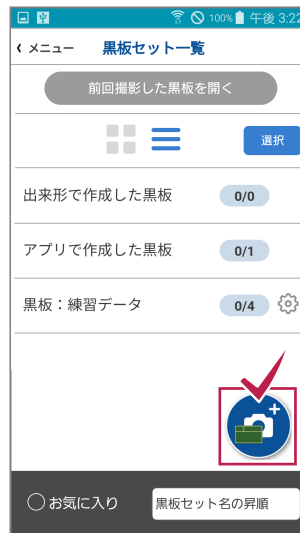 100% 午後 3:22
メニュー 黒板セット一覧
前回撮影した黒板を開く
選択
出来形で作成した黒板 0/0
アプリで作成した黒板 0/1
黒板：練習データ 0/4
お気に入り 黒板セット名の昇順